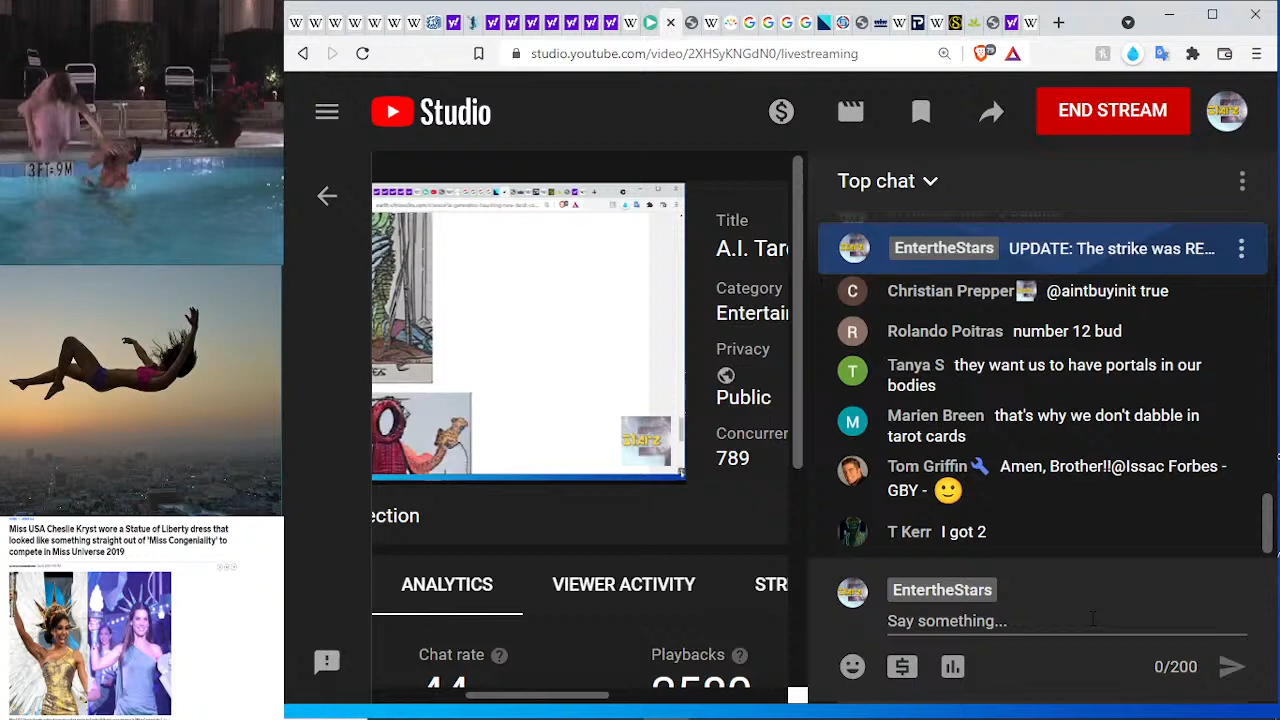 3 FT=9M
Miss USA Cheslie Kryst wore a Statue of Liberty dress that
looked like something straight out of 'Miss Congeniality' to
compete in Miss Universe 2019
studio.youtube.com/video/2XHSyKNGdN0/livestreaming
Studio
END STREAM
Title
A.I. Tar
Category
Entertai
Privacy
Public
Concurrer
789
Starz
ection
ANALYTICS
VIEWER ACTIVITY
STR
Chat rate
44
Playbacks
Top chat
EntertheStars UPDATE: The strike was RE...
Christian Prepper @aintbuyinit true
Rolando Poitras number 12 bud
Tanya S they want us to have portals in our
bodies
Marien Breen that's why we don't dabble in
tarot cards
Tom Griffin Amen, Brother!!@Issac Forbes -
GBY -
T Kerr I got 2
EntertheStars
Say something...
0/200